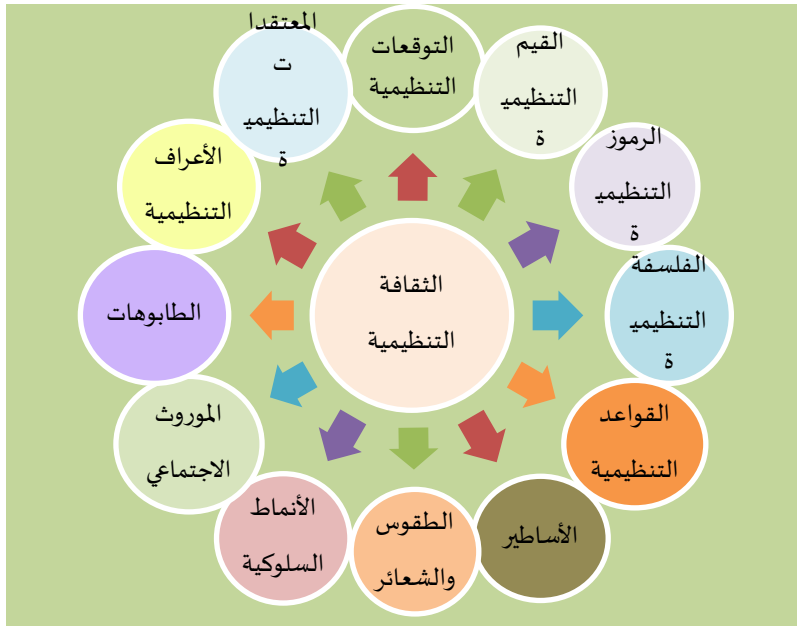 الثقافة
التنظيمية
التوقعات
التنظيمية
القيم
التنظيمي
ة
الرموز
التنظيمي
ة
الفلسفة
التنظيمي
ة
القواعد
التنظيمية
الأساطير
الطقوس
والشعائر
الأنماط
السلوكية
الموروث
الاجتماعي
الطابوهات
الأعراف
التنظيمية
المعتقدا
ت
التنظيمي
ة